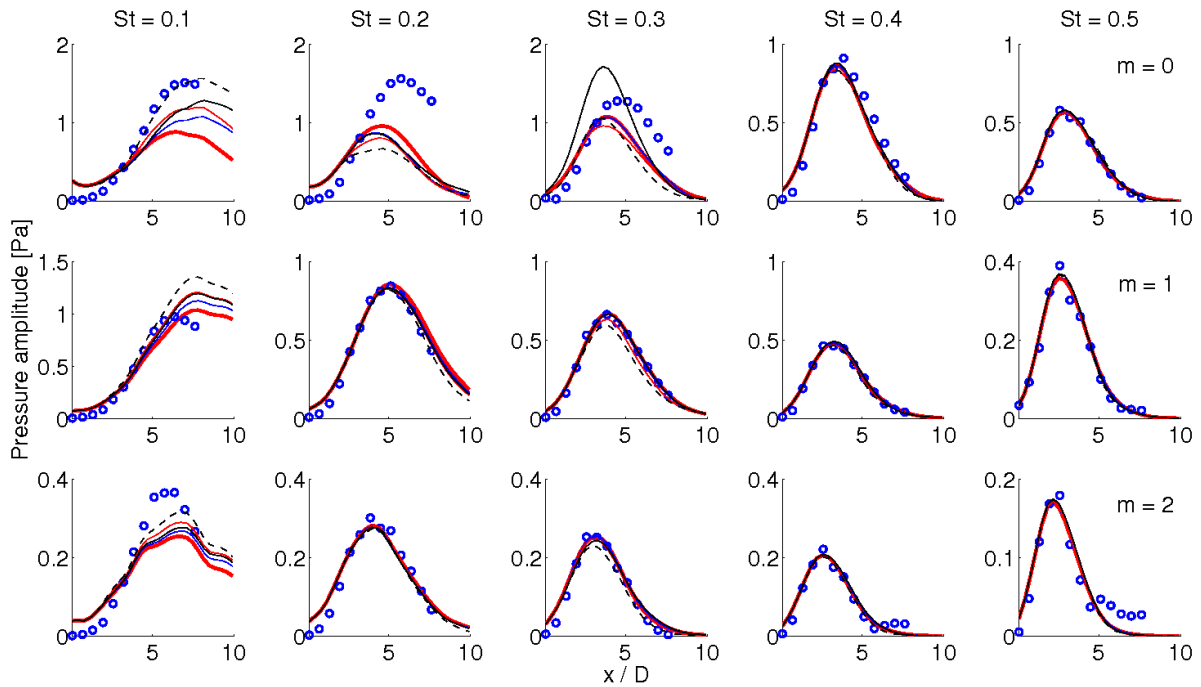 St = 0.1 St = 0.2 St = 0.3 St = 0.4 St = 0.5
2 2 2 1 1
m = 0
1 1 1 0.5 0.5
0 0 0 0 0
5 10 5 10 5 10 5 10 5 10
Pressure amplitude [Pa]
1.5 1 1 1 0.4
m = 1
1 0.5 0.5 0.5 0.2
0.5
0 0 0 0 0
5 10 5 10 5 10 5 10 5 10
0.4 0.4 0.4 0.4 0.2
m = 2
0.2 0.2 0.2 0.2 0.1
0 0 0 0 0
5 10 5 10 5 10 5 10 5 10
x / D